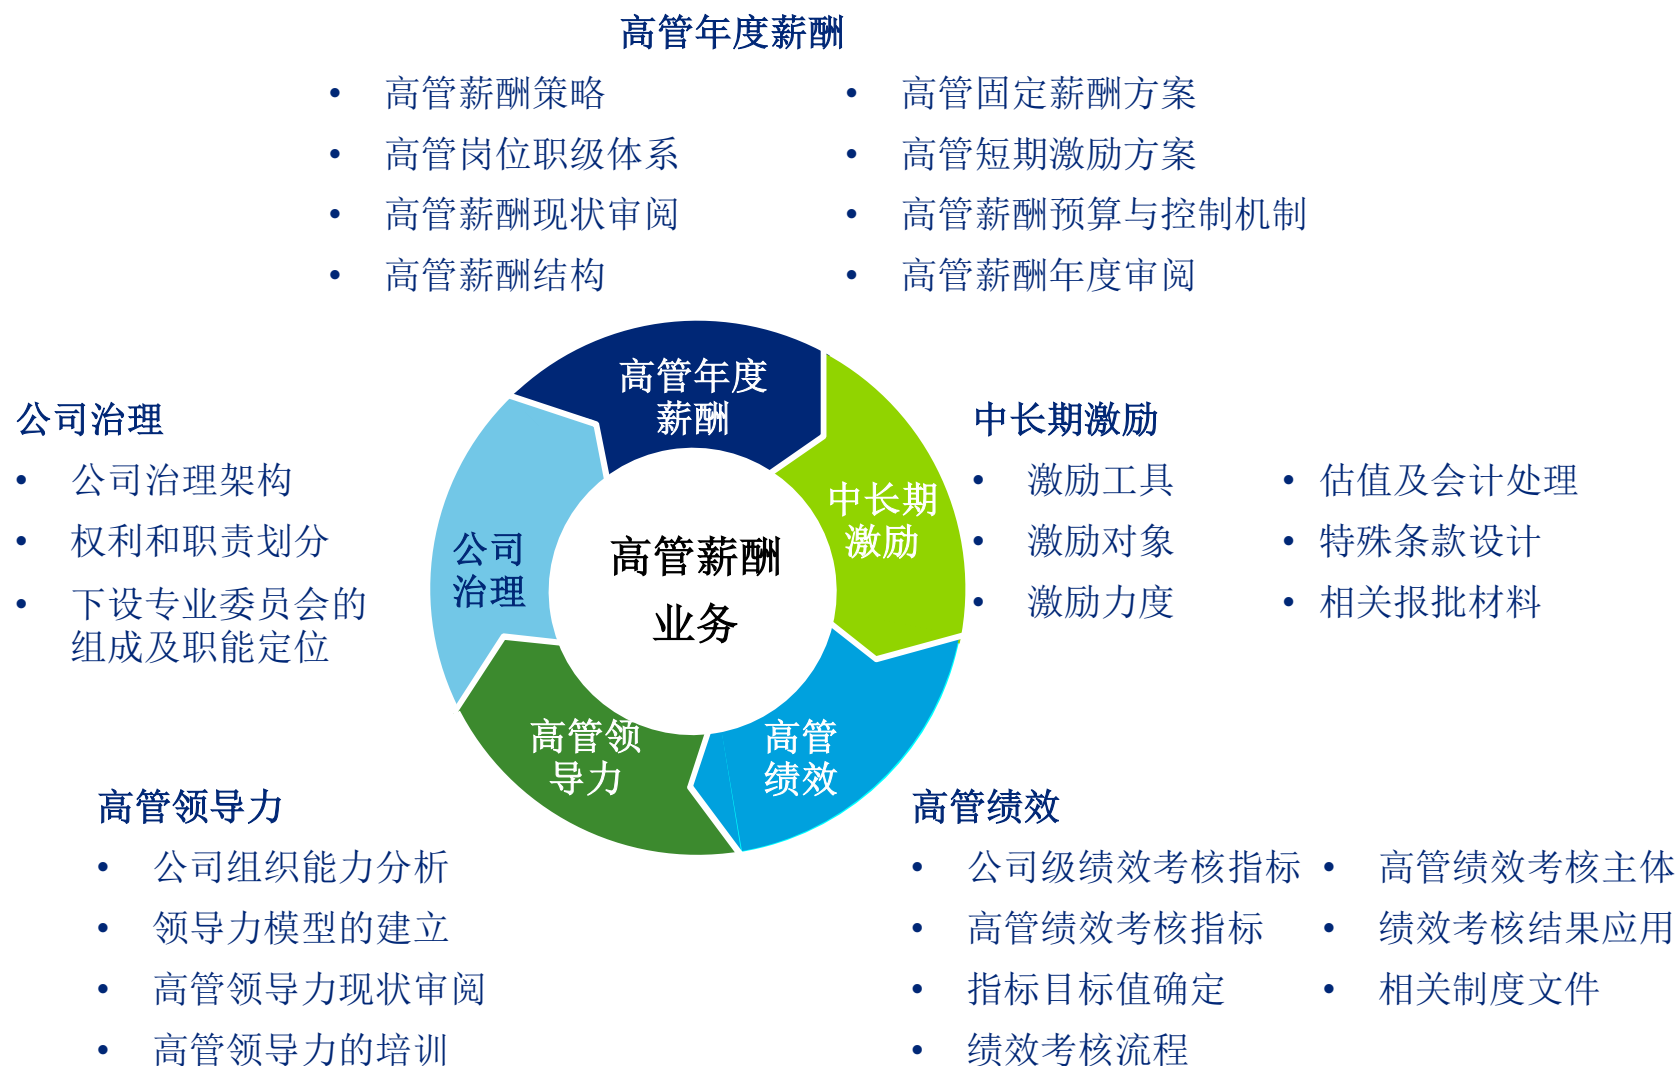 高管年度薪酬
• 高管薪酬策略
• 高管岗位职级体系
• 高管薪酬现状审阅
• 高管薪酬结构
• 高管固定薪酬方案
• 高管短期激励方案
• 高管薪酬预算与控制机制
• 高管薪酬年度审阅
高管年度
薪酬
中长期
激励
高管
绩效
高管领
导力
公司
治理
高管薪酬
业务
公司治理
• 公司治理架构
• 权利和职责划分
• 下设专业委员会的
组成及职能定位
中长期激励
• 激励工具
• 激励对象
• 激励力度
• 估值及会计处理
• 特殊条款设计
• 相关报批材料
高管领导力
• 公司组织能力分析
• 领导力模型的建立
• 高管领导力现状审阅
• 高管领导力的培训
高管绩效
• 公司级绩效考核指标
• 高管绩效考核指标
• 指标目标值确定
• 绩效考核流程
• 高管绩效考核主体
• 绩效考核结果应用
• 相关制度文件